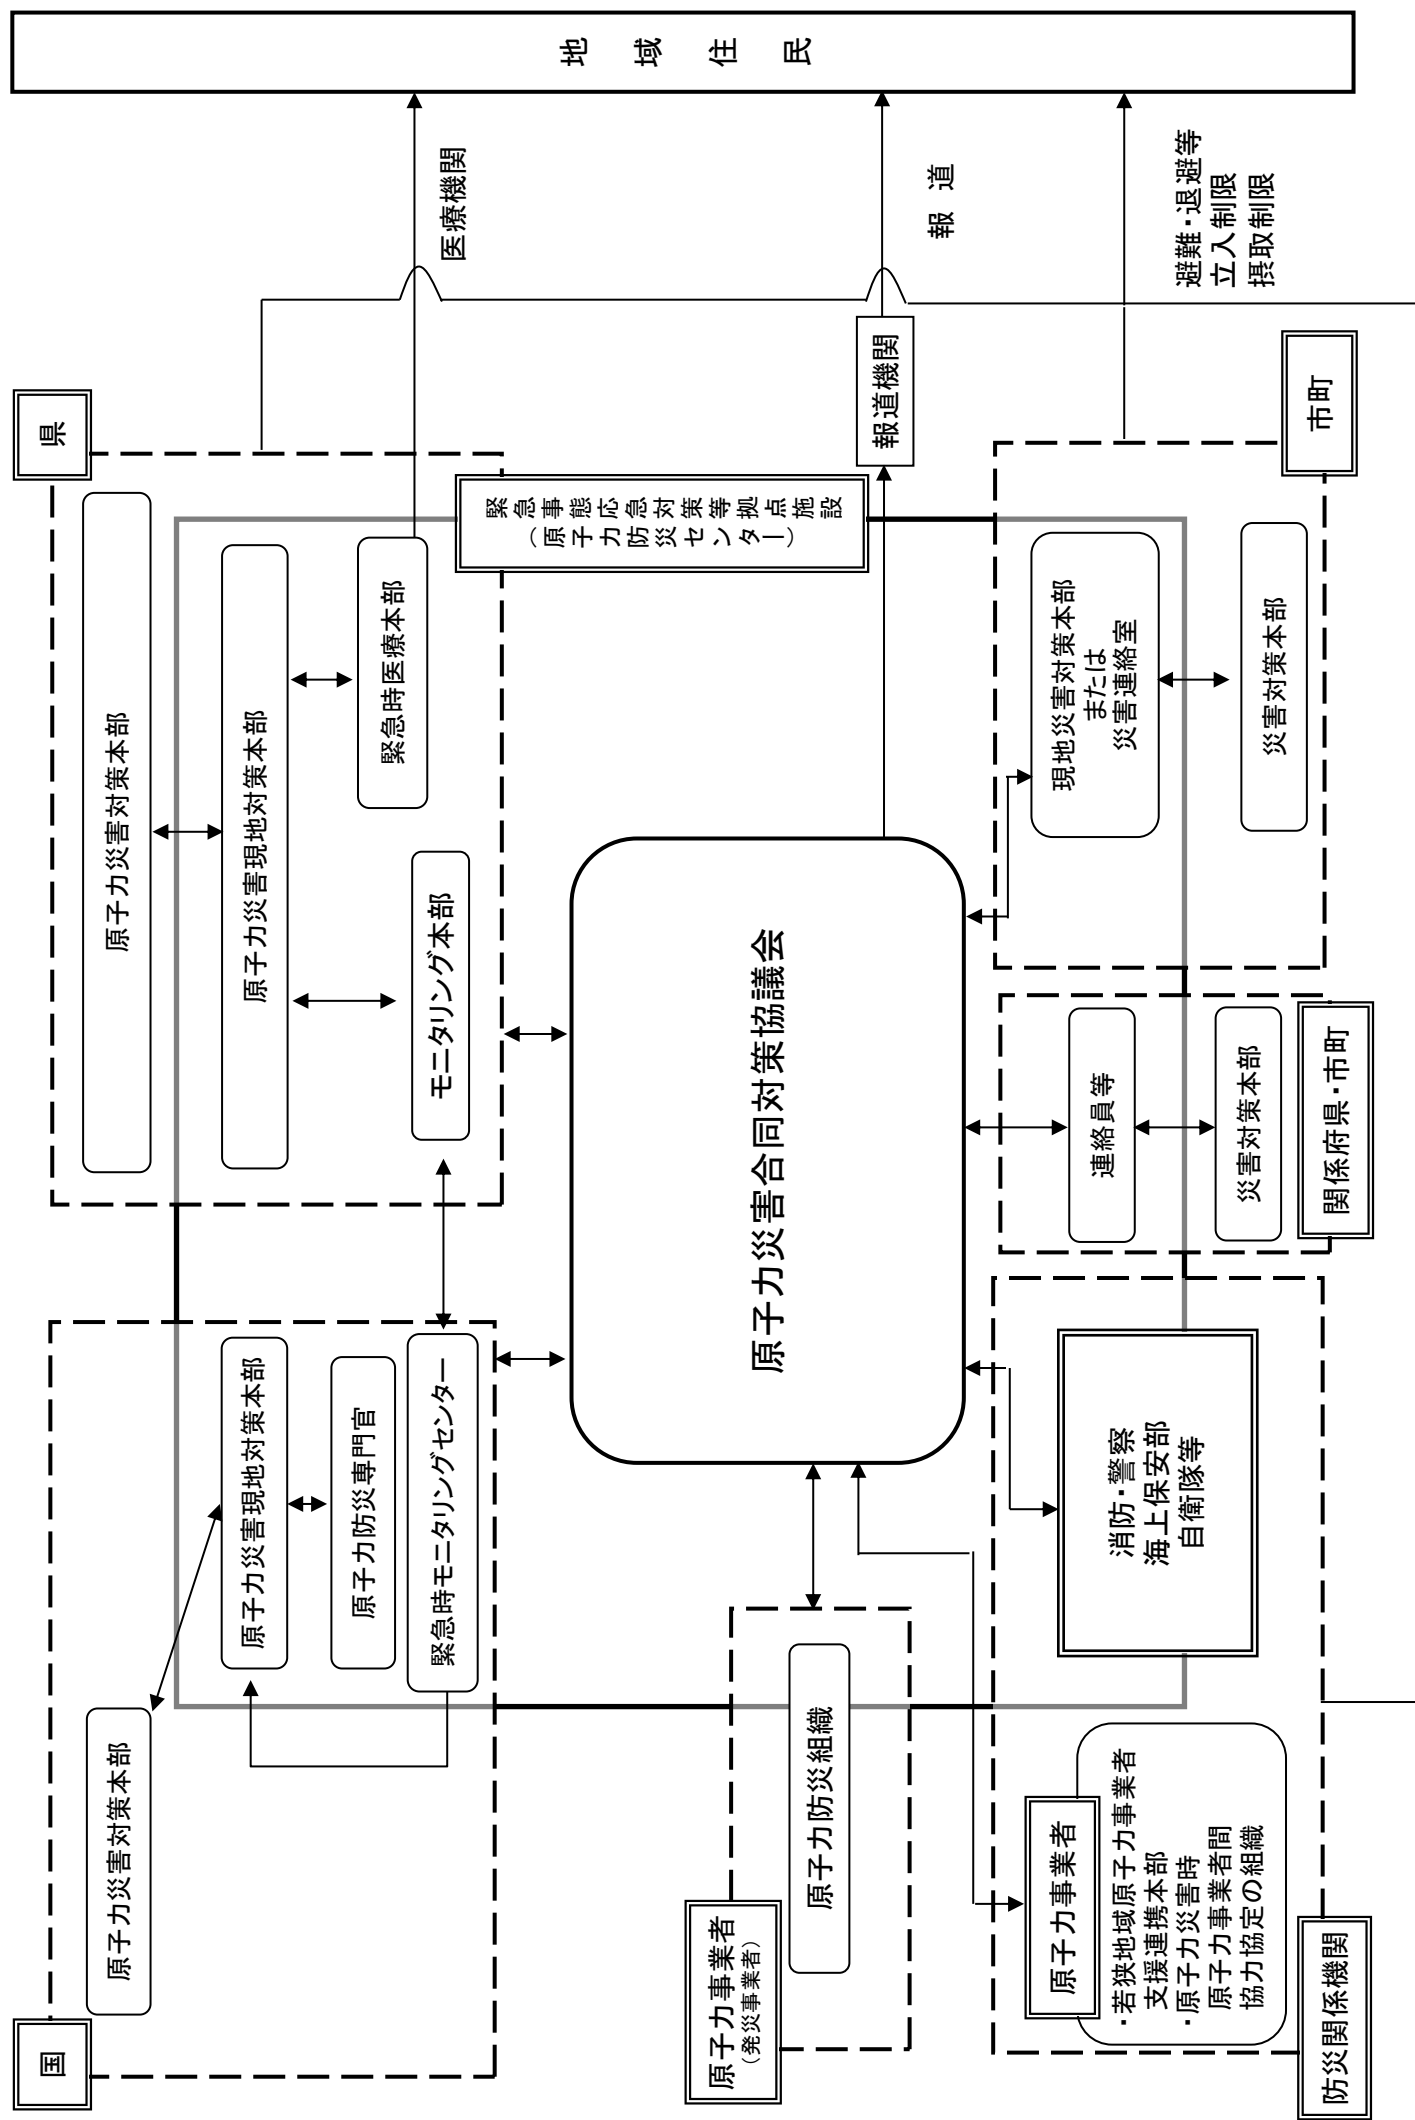 国
原子力災害対策本部
原子力災害現地対策本部
原子力防災専門官
緊急時モニタリングセンター
県
原子力災害対策本部
原子力災害現地対策本部
緊急時医療本部
モニタリング本部
緊急事態応急対策等拠点施設
（原子力防災センター）
医療機関
地域住民
原子力事業者
（発災事業者）
原子力防災組織
原子力災害合同対策協議会
報道機関
報道
防災関係機関
原子力事業者
・若狭地域原子力事業者
支援連携本部
・原子力災害時
原子力事業者間
協力協定の組織
消防・警察
海上保安部
自衛隊等
関係府県・市町
連絡員等
災害対策本部
市町
現地災害対策本部
または
災害連絡室
災害対策本部
避難・退避等
立入制限
摂取制限